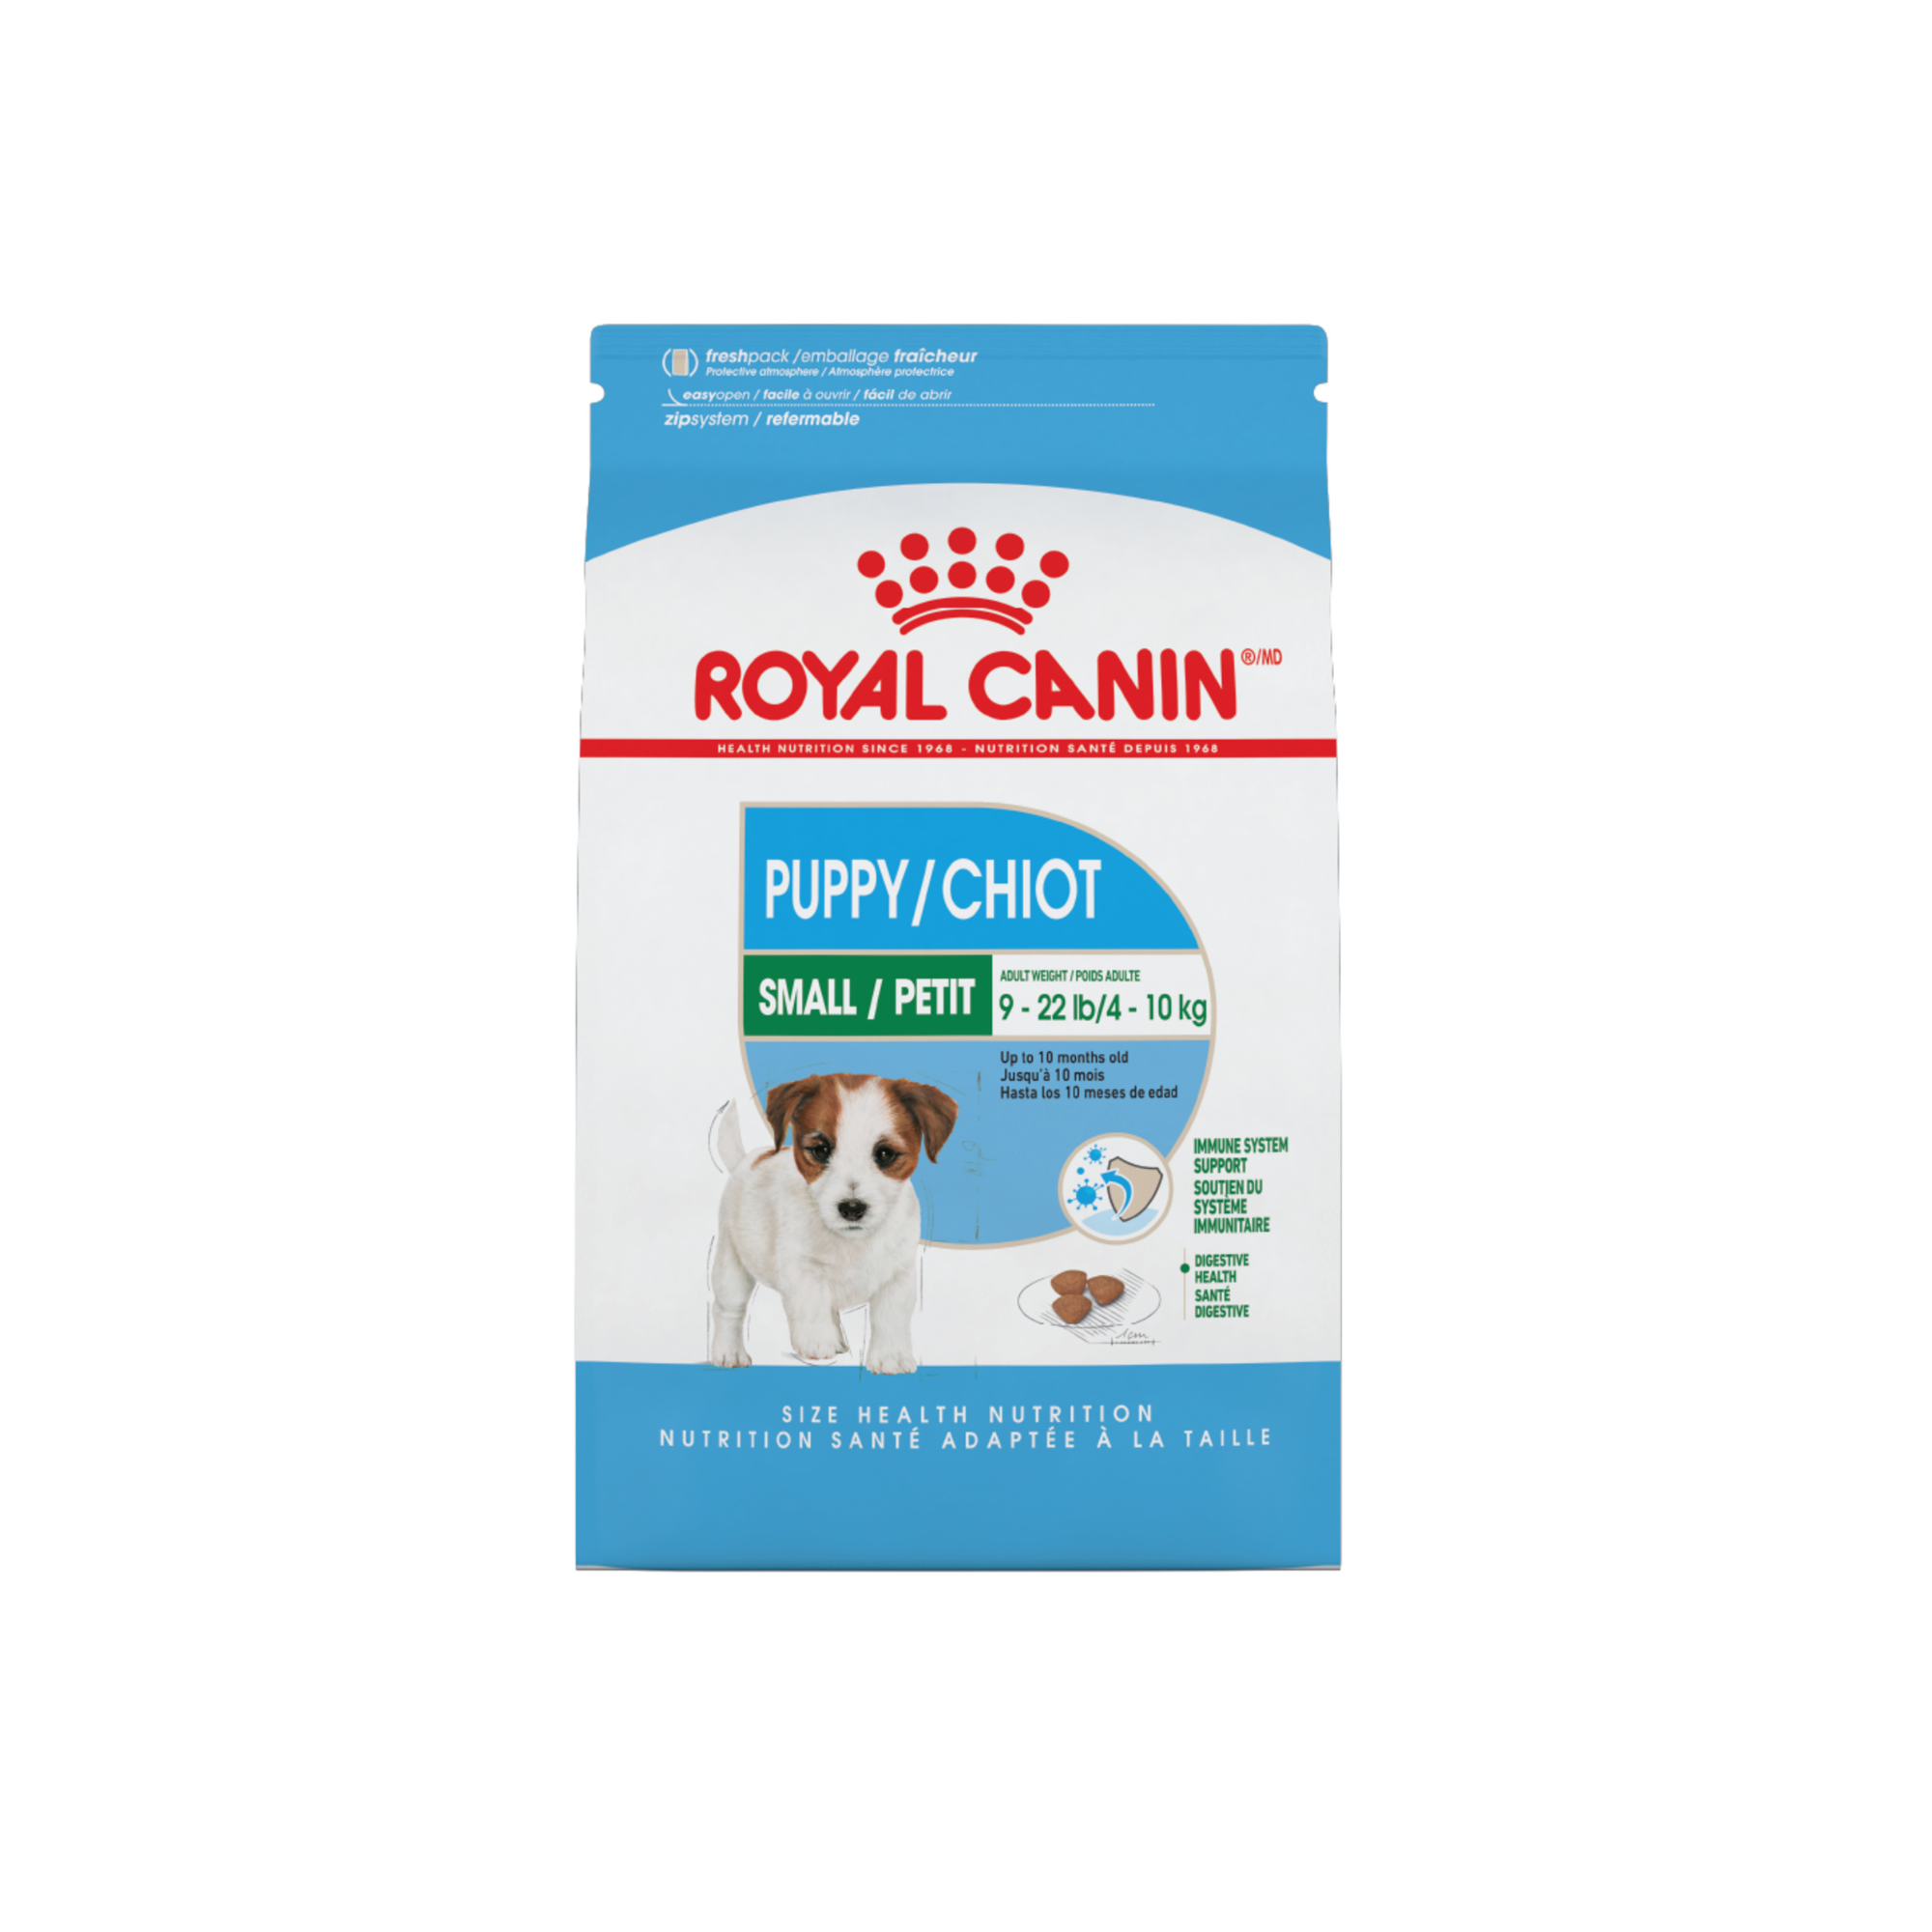 freshpack / emballage fraîcheur
Protective atmosphere / Atmosphère protectrice
easyopen / facile à ouvrir / fácil de abrir
zipsystem / refermable
ROYAL CANIN®/MD
HEALTH NUTRITION SINCE 1968 - NUTRITION SANTÉ DEPUIS 1968
PUPPY/CHIOT
SMALL / PETIT
ADULT WEIGHT / POIDS ADULTE
9 - 22 lb/4 - 10 kg
Up to 10 months old
Jusqu'à 10 mois
Hasta los 10 meses de edad
IMMUNE SYSTEM
SUPPORT
SOUTIEN DU
SYSTÈME
IMMUNITAIRE
DIGESTIVE
HEALTH
SANTÉ
DIGESTIVE
1cm
SIZE HEALTH NUTRITION
NUTRITION SANTÉ ADAPTÉE À LA TAILLE